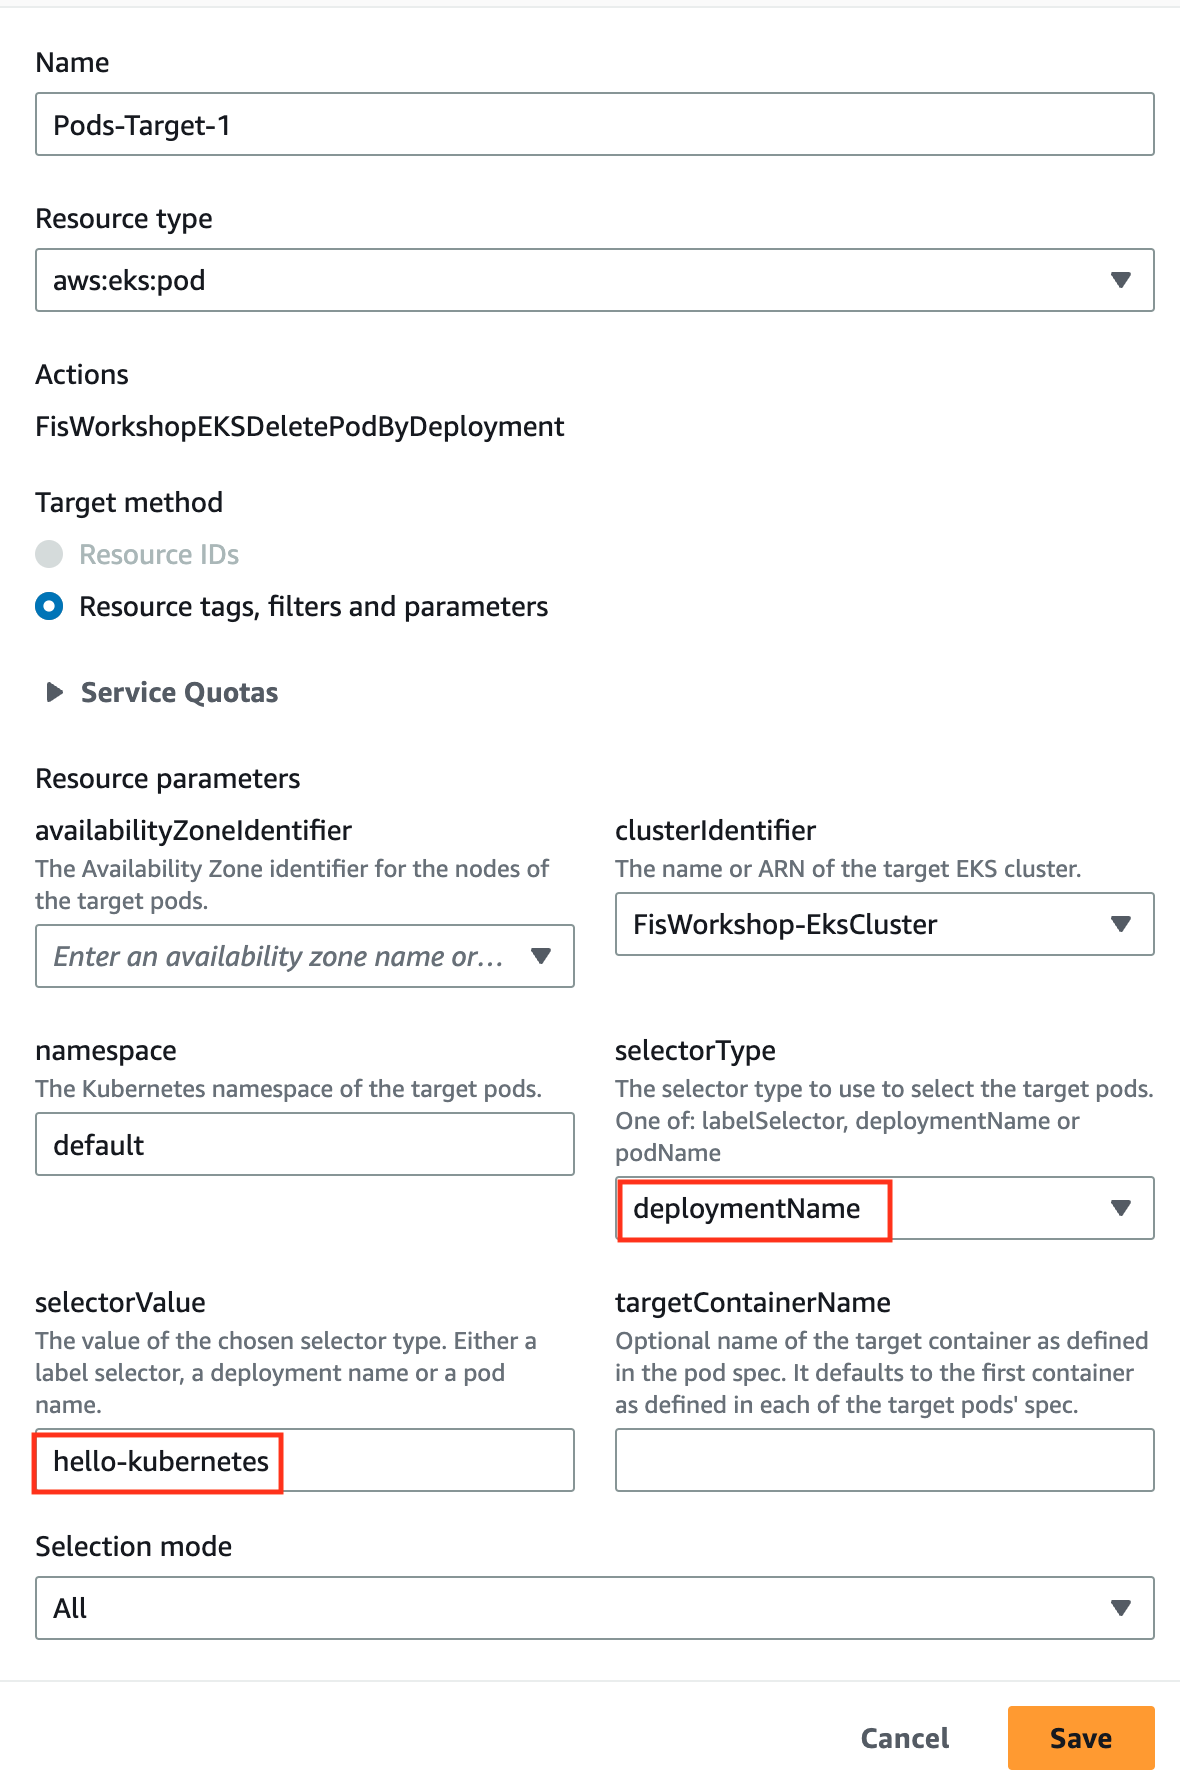 Name
Pods-Target-1
Resource type
aws:eks:pod
Actions
FisWorkshopEKSDeletePodByDeployment
Target method
Resource IDs
Resource tags, filters and parameters
Service Quotas
Resource parameters
availabilityZoneIdentifier
The Availability Zone identifier for the nodes of
the target pods.
Enter an availability zone name or...
clusterIdentifier
The name or ARN of the target EKS cluster.
FisWorkshop-EksCluster
namespace
The Kubernetes namespace of the target pods.
default
selectorType
The selector type to use to select the target pods.
One of: labelSelector, deploymentName or
podName
deploymentName
selectorValue
The value of the chosen selector type. Either a
label selector, a deployment name or a pod
name.
hello-kubernetes
targetContainerName
Optional name of the target container as defined
in the pod spec. It defaults to the first container
as defined in each of the target pods' spec.
Selection mode
All
Cancel
Save